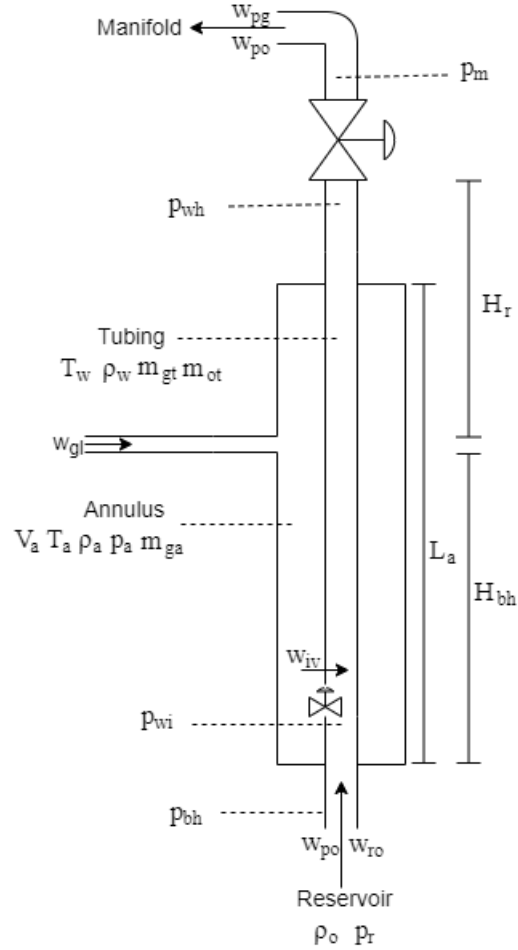 w_pg
Manifold
w_po
p_m
p_wh
H_r
Tubing
T_w ρ_w m_gt m_ot
w_gl
Annulus
V_a T_a ρ_a p_a m_ga
L_a
H_bh
w_iv
p_wi
p_bh
w_po w_ro
Reservoir
ρ_o p_r